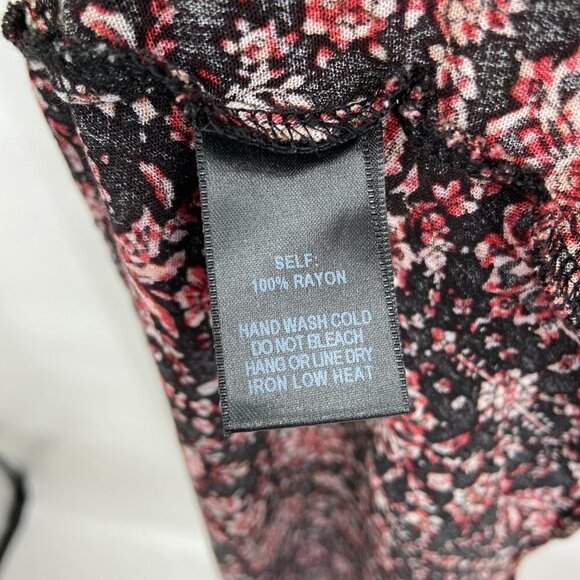 SELF:
100% RAYON
HAND WASH COLD
DO NOT BLEACH
HANG OR LINE DRY
IRON LOW HEAT